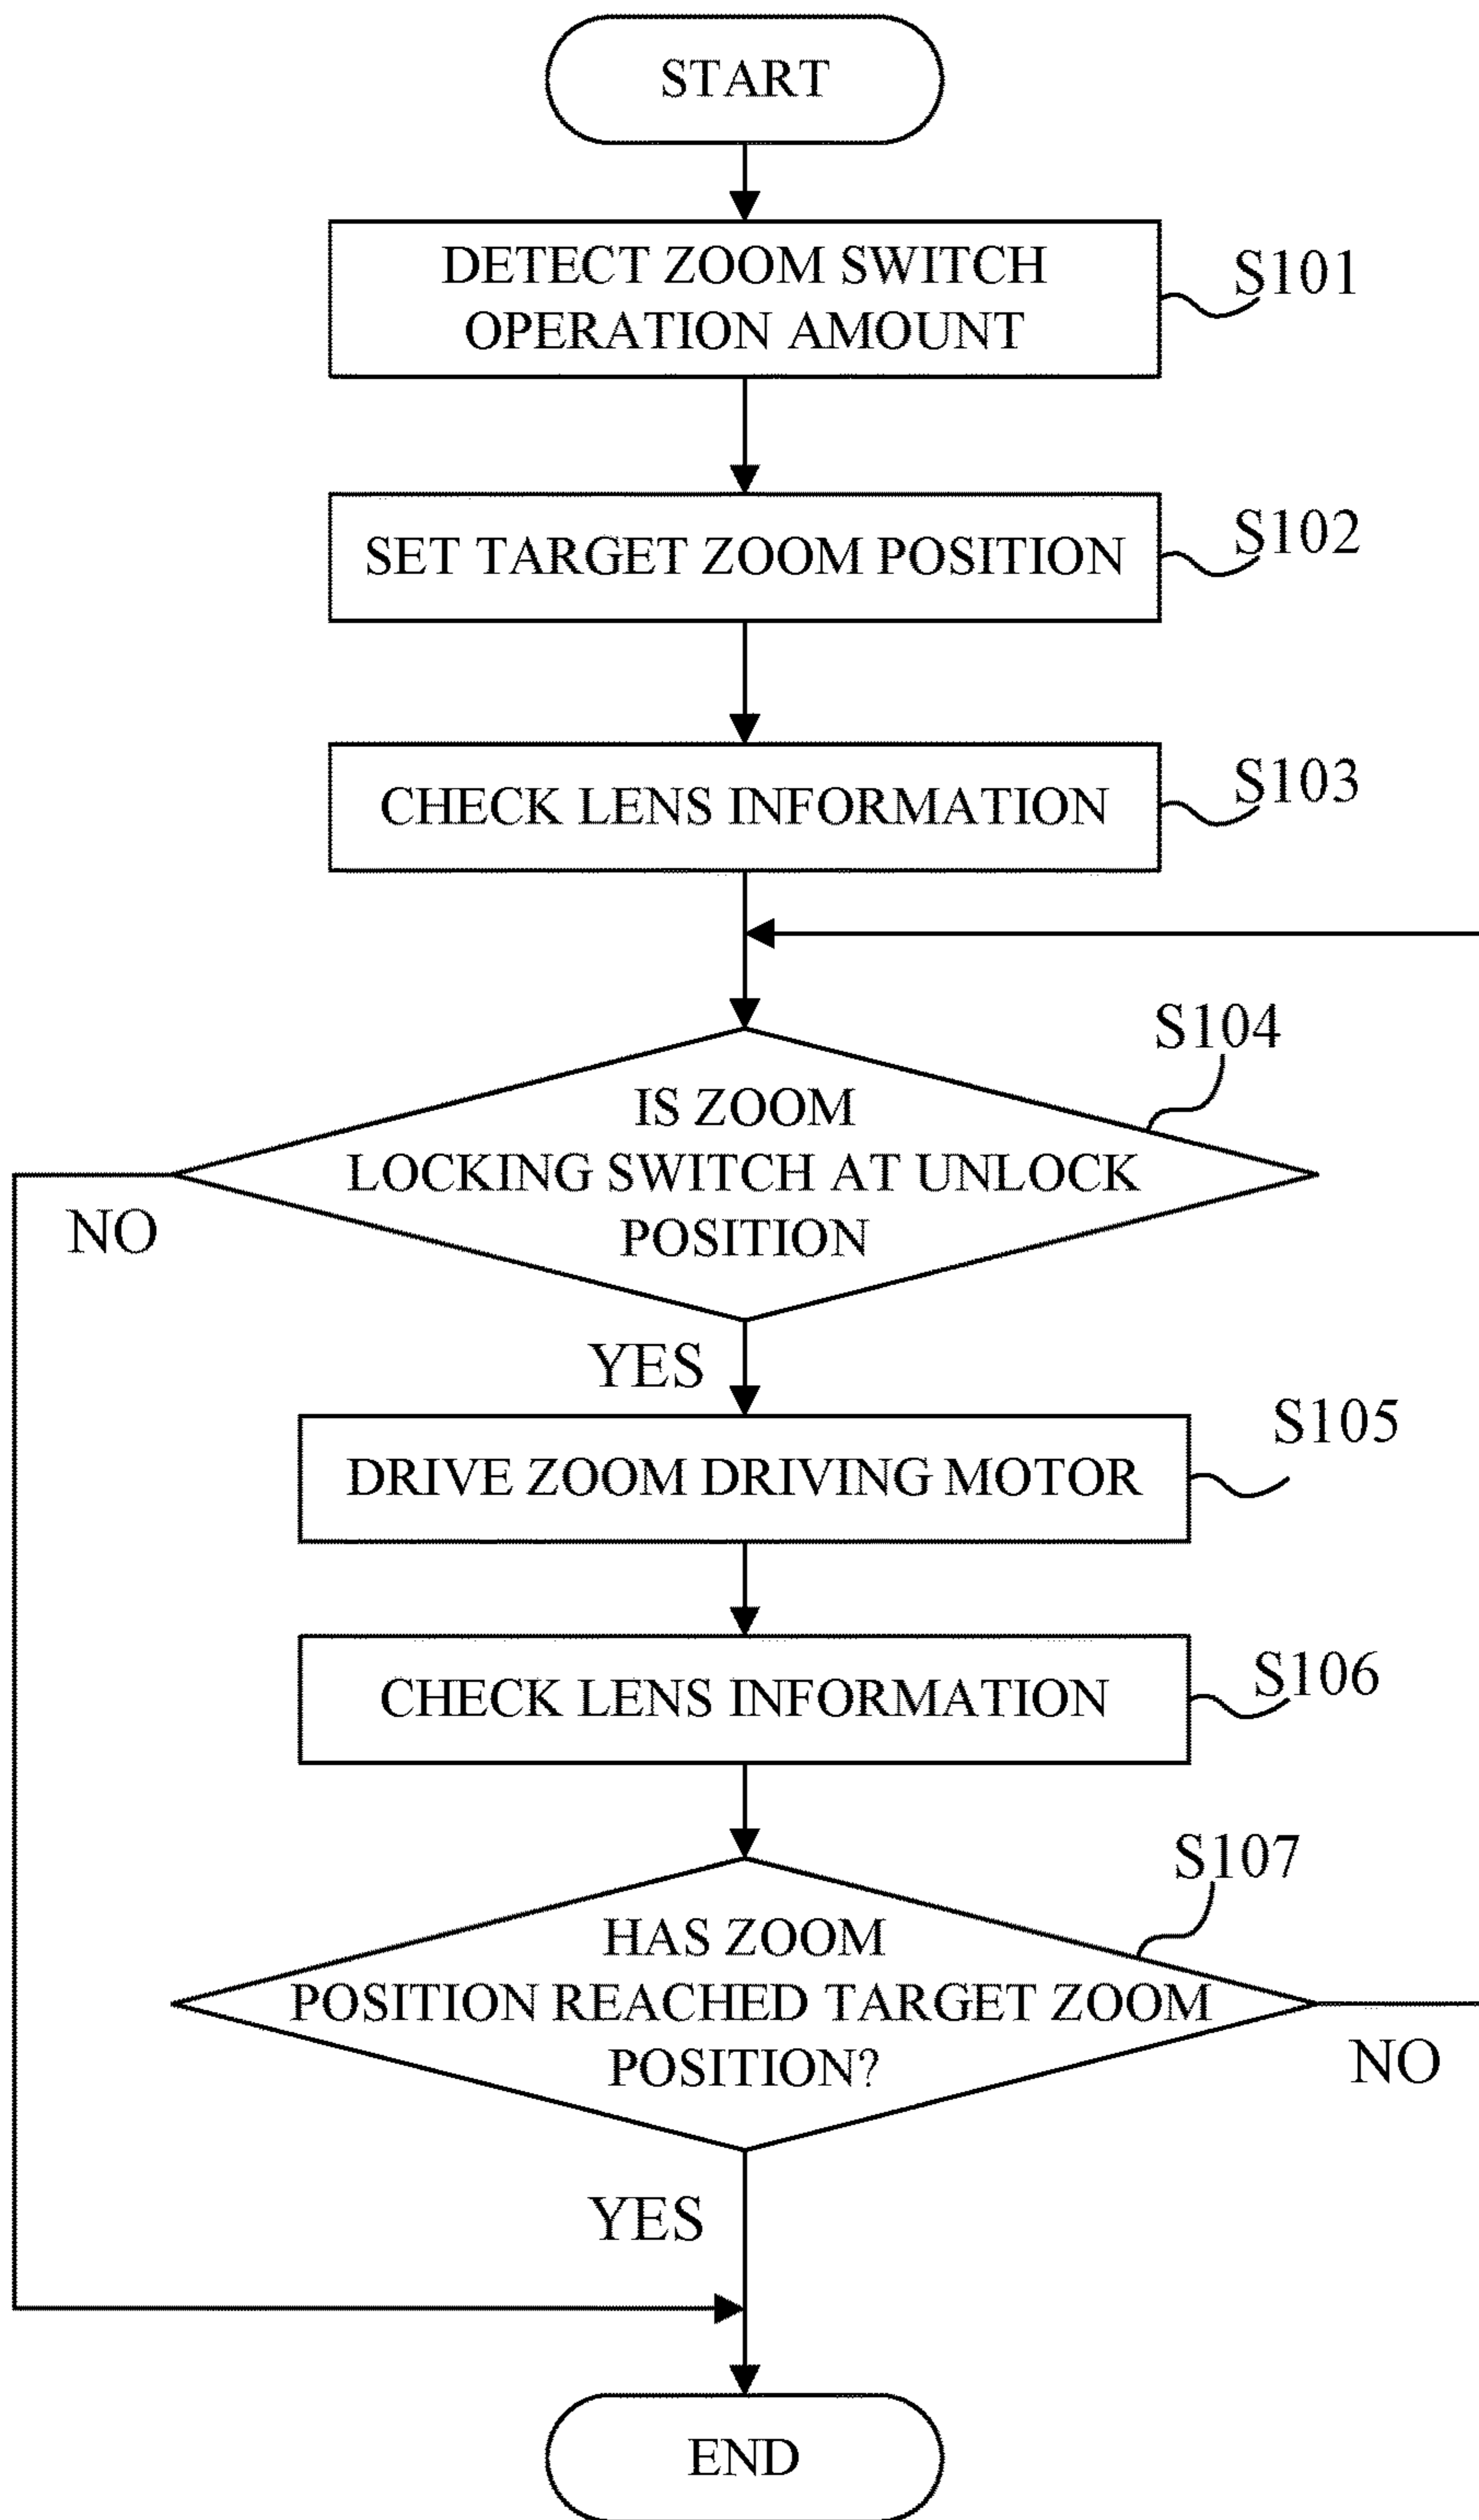 START
DETECT ZOOM SWITCH
OPERATION AMOUNT
S101
SET TARGET ZOOM POSITION
S102
CHECK LENS INFORMATION
S103
S104
IS ZOOM
LOCKING SWITCH AT UNLOCK
POSITION
NO
YES
S105
DRIVE ZOOM DRIVING MOTOR
CHECK LENS INFORMATION
S106
S107
HAS ZOOM
POSITION REACHED TARGET ZOOM
POSITION?
NO
YES
END